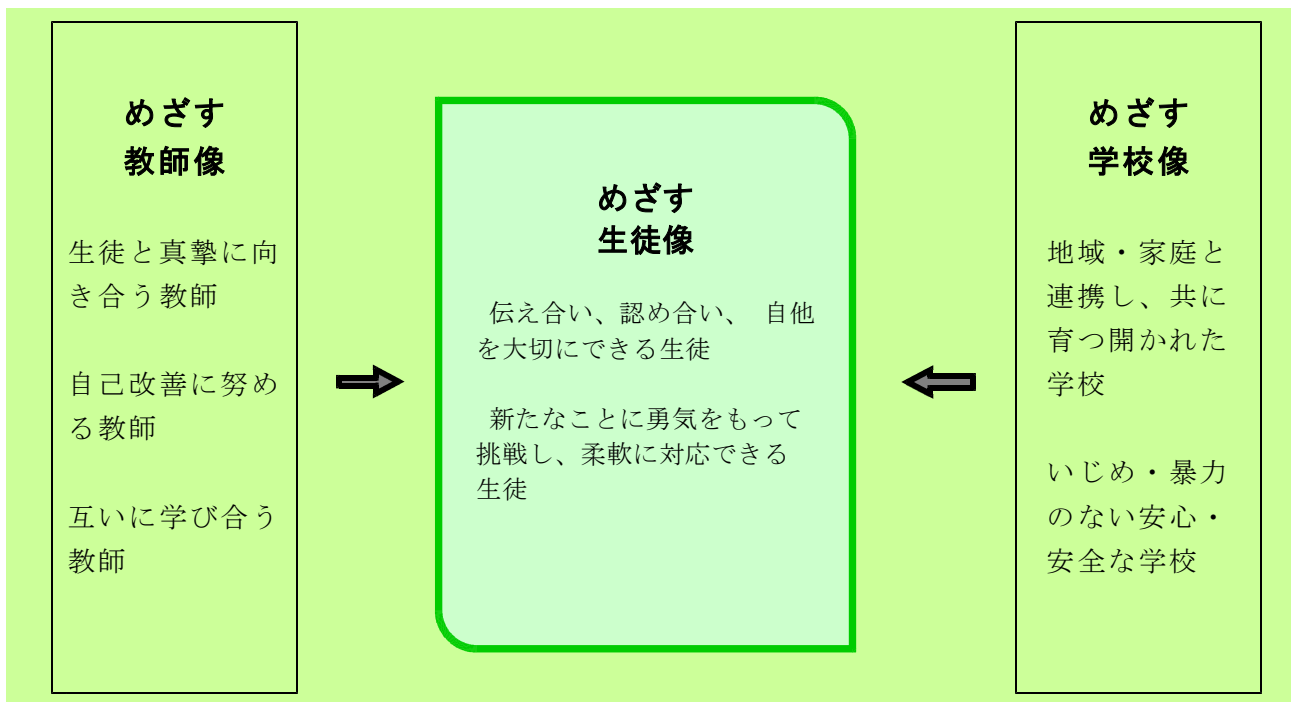 めざす
教師像
生徒と真摯に向
き合う教師
自己改善に努め
る教師
互いに学び合う
教師
めざす
生徒像
伝え合い、認め合い、 自他
を大切にできる生徒
新たなことに勇気をもって
挑戦し、柔軟に対応できる
生徒
めざす
学校像
地域・家庭と
連携し、共に
育つ開かれた
学校
いじめ・暴力
のない安心・
安全な学校